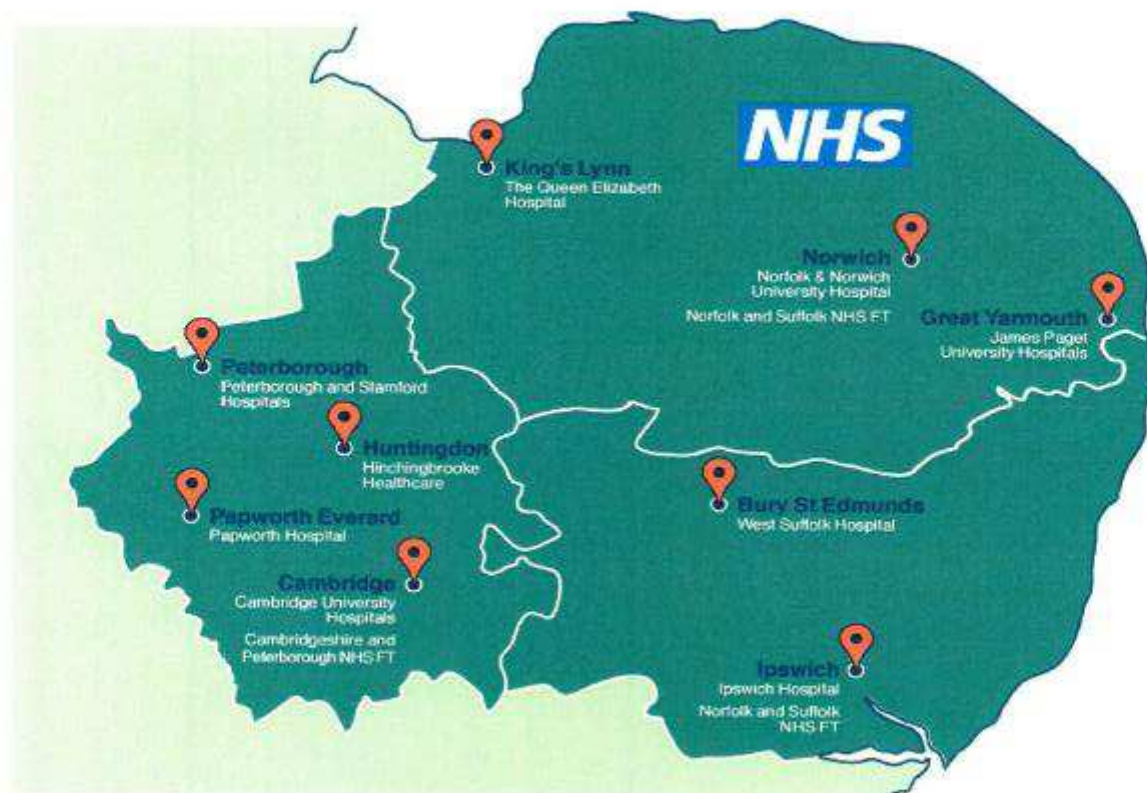 NHS
King's Lynn
The Queen Elizabeth
Hospital
Norwich
Norfolk & Norwich
University Hospital
Norfolk and Suffolk NHS FT
Great Yarmouth
James Paget
University Hospitals
Peterborough
Peterborough and Stamford
Hospitals
Huntingdon
Hinchingbrooke
Healthcare
Papworth Everard
Papworth Hospital
Bury St Edmunds
West Suffolk Hospital
Cambridge
Cambridge University
Hospitals
Cambridgeshire and
Peterborough NHS FT
Ipswich
Ipswich Hospital
Norfolk and Suffolk
NHS FT